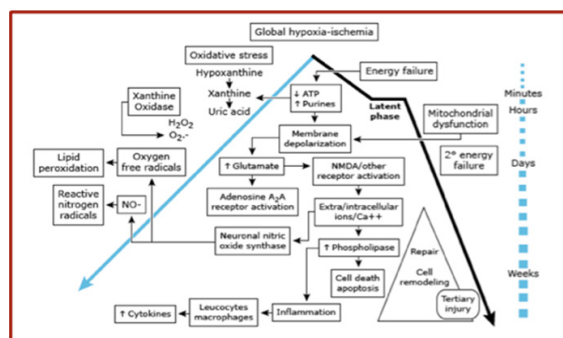 Global hypoxia-ischemia
Oxidative stress
Hypoxanthine
Xanthine
Uric acid
Energy failure
↓ ATP
↑ Purines
Latent
phase
Minutes
Hours
Xanthine
Oxidase
H2O2
O2.-
Mitochondrial
dysfunction
Membrane
depolarization
2° energy
failure
Days
Lipid
peroxidation
Oxygen
free radicals
↑ Glutamate
NMDA/other
receptor activation
Reactive
nitrogen
radicals
NO-
Adenosine A2A
receptor activation
Extra/intracellular
ions/Ca++
Neuronal nitric
oxide synthase
↑ Phospholipase
Repair
Cell
remodeling
Weeks
Cell death
apoptosis
Tertiary
injury
↑ Cytokines
Leucocytes
macrophages
Inflammation